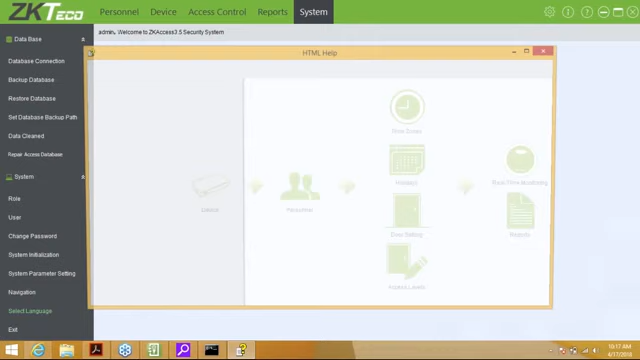 ZKTeco
Personnel
Device
Access Control
Reports
System
admin, Welcome to ZKAccess3.5 Security System
Data Base
Database Connection
Backup Database
Restore Database
Set Database Backup Path
Data Cleaned
Repair Access Database
System
Role
User
Change Password
System Initialization
System Parameter Setting
Navigation
Select Language
Exit
HTML Help
Time Zones
Holidays
Device
Personnel
Door Setting
Access Levels
Real-Time Monitoring
Reports
10:17 AM
4/17/2016